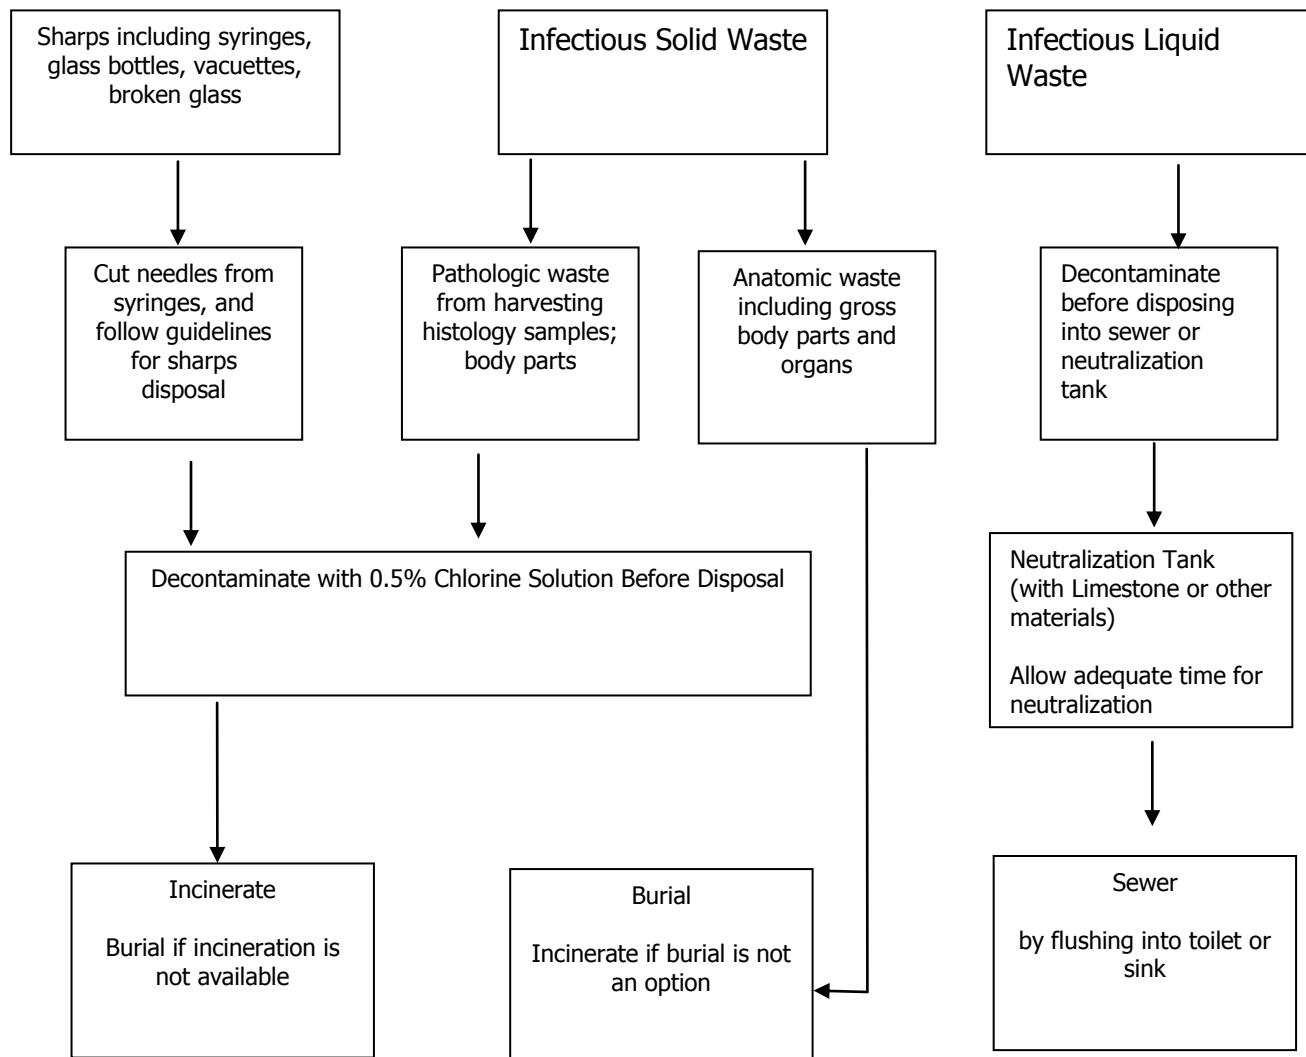 Sharps including syringes,
glass bottles, vacuettes,
broken glass
Infectious Solid Waste
Infectious Liquid
Waste
Cut needles from
syringes, and
follow guidelines
for sharps
disposal
Pathologic waste
from harvesting
histology samples;
body parts
Anatomic waste
including gross
body parts and
organs
Decontaminate
before disposing
into sewer or
neutralization
tank
Decontaminate with 0.5% Chlorine Solution Before Disposal
Neutralization Tank
(with Limestone or other
materials)
Allow adequate time for
neutralization
Incinerate
Burial if incineration is
not available
Burial
Incinerate if burial is not
an option
Sewer
by flushing into toilet or
sink